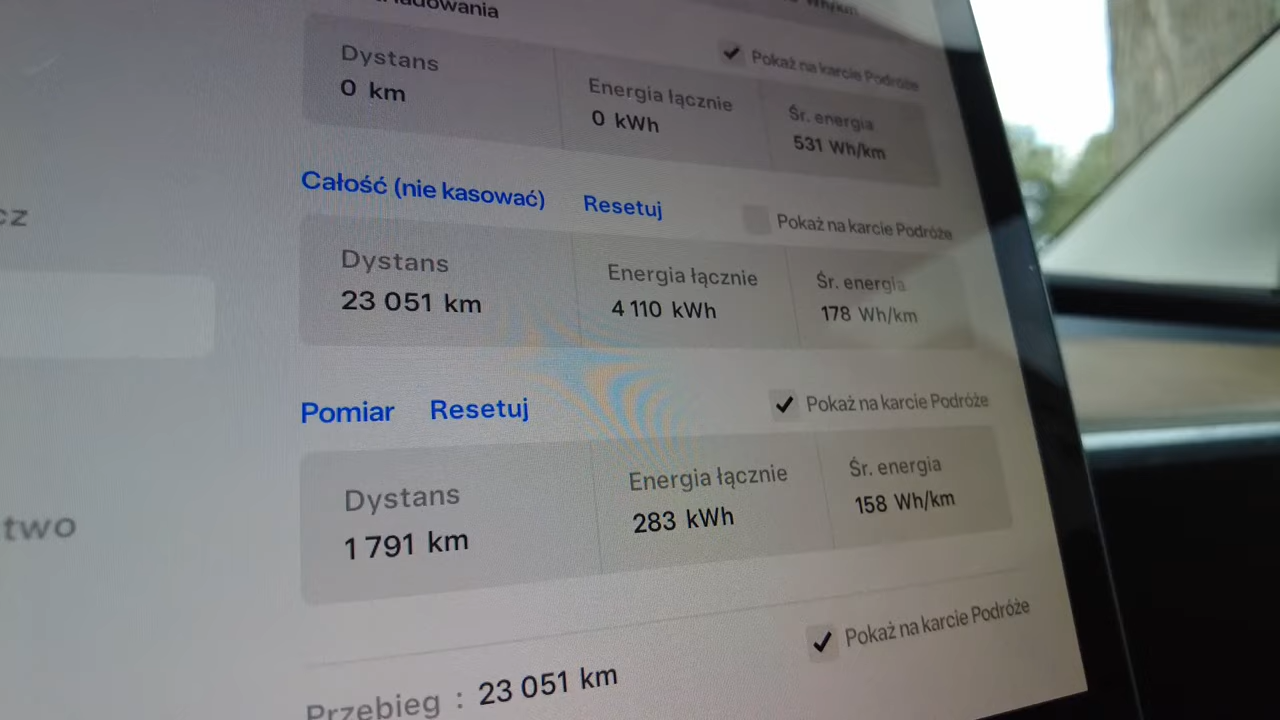 ładowania
Wh/km
Pokaż na karcie Podróże
Dystans
0 km
Energia łącznie
0 kWh
Śr. energia
531 Wh/km
Całość (nie kasować) Resetuj
Pokaż na karcie Podróże
cz
Dystans
23 051 km
Energia łącznie
4 110 kWh
Śr. energia
178 Wh/km
Pomiar Resetuj
Pokaż na karcie Podróże
Dystans
1 791 km
Energia łącznie
283 kWh
Śr. energia
158 Wh/km
two
Pokaż na karcie Podróże
Przebieg : 23 051 km